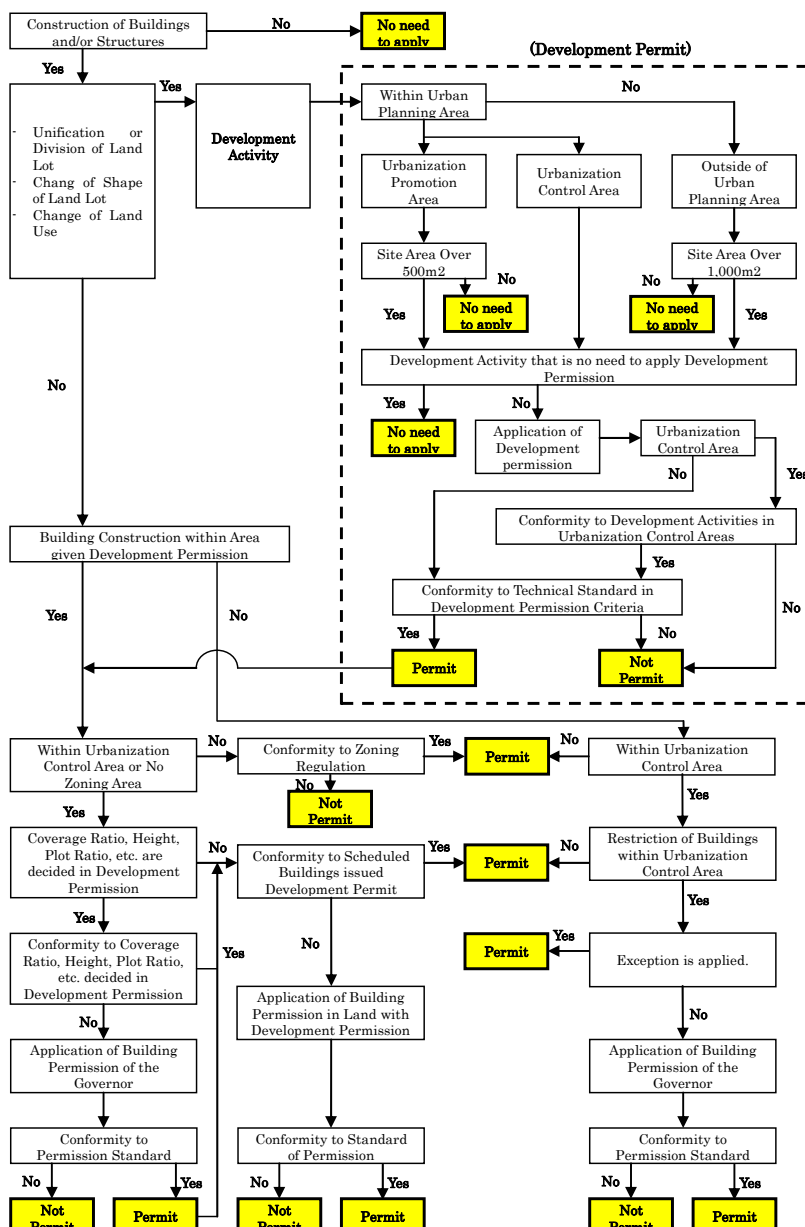 Construction of Buildings
and/or Structures
No
No need
to apply
(Development Permit)
Yes
Yes
- Unification or
Division of Land
Lot
- Chang of Shape
of Land Lot
- Change of Land
Use
Development
Activity
Within Urban
Planning Area
No
Urbanization
Promotion
Area
Urbanization
Control Area
Outside of
Urban
Planning Area
Site Area Over
500m2
Site Area Over
1,000m2
No
No
No need
to apply
No need
to apply
Yes
Yes
Development Activity that is no need to apply Development
Permission
No
Yes
No
No need
to apply
Application of
Development
permission
Urbanization
Control Area
No
Yes
Conformity to Development Activities in
Urbanization Control Areas
Building Construction within Area
given Development Permission
Yes
Conformity to Technical Standard in
Development Permission Criteria
Yes
No
No
Yes
No
Permit
Not
Permit
Within Urbanization
Control Area or No
Zoning Area
No
Conformity to Zoning
Regulation
Yes
Permit
No
Within Urbanization
Control Area
No
Not
Permit
Yes
Yes
Coverage Ratio, Height,
Plot Ratio, etc. are
decided in Development
Permission
No
Conformity to Scheduled
Buildings issued
Development Permit
Yes
Permit
No
Restriction of Buildings
within Urbanization
Control Area
Yes
Yes
Conformity to Coverage
Ratio, Height, Plot Ratio,
etc. decided in
Development Permission
Yes
No
Permit
Yes
Exception is applied.
Application of Building
Permission in Land with
Development Permission
No
No
Application of Building
Permission of the
Governor
Application of Building
Permission of the
Governor
Conformity to
Permission Standard
Conformity to Standard
of Permission
Conformity to
Permission Standard
No
Yes
No
Yes
No
Yes
Not
Permit
Permit
Not
Permit
Permit
Not
Permit
Permit